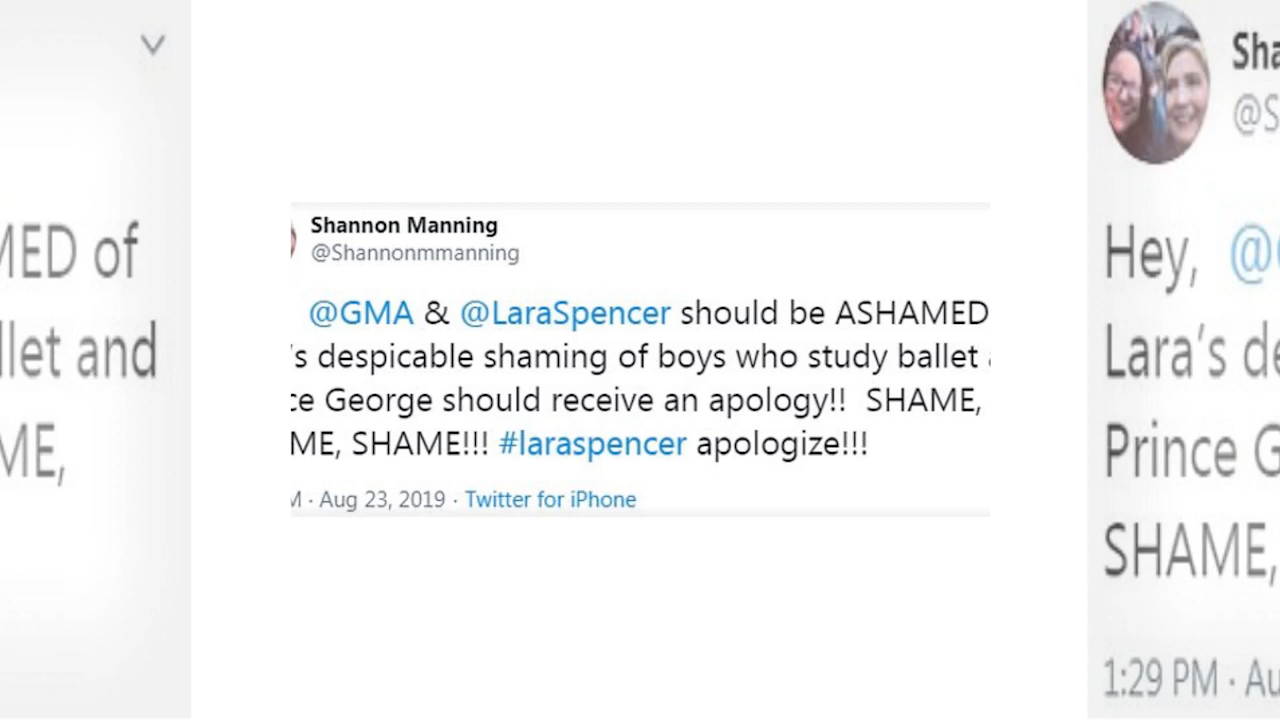 MED of
llet and
ME,
Shannon Manning
@Shannonmmanning
@GMA & @LaraSpencer should be ASHAMED
's despicable shaming of boys who study ballet
ce George should receive an apology!! SHAME,
ME, SHAME!!! #laraspencer apologize!!!
M · Aug 23, 2019 · Twitter for iPhone
Sha
@S
Hey, @
Lara's de
Prince G
SHAME,
1:29 PM · Au